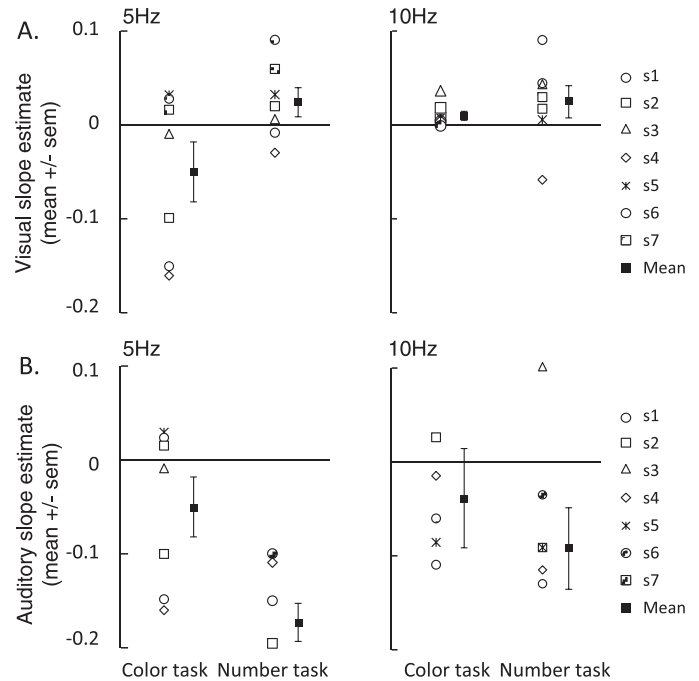 A.
5Hz
10Hz
Visual slope estimate
(mean +/- sem)
0.1
0
-0.1
-0.2
s1
s2
s3
s4
s5
s6
s7
Mean
B.
5Hz
10Hz
Auditory slope estimate
(mean +/- sem)
0.1
0
-0.1
-0.2
s1
s2
s3
s4
s5
s6
s7
Mean
Color task Number task
Color task Number task